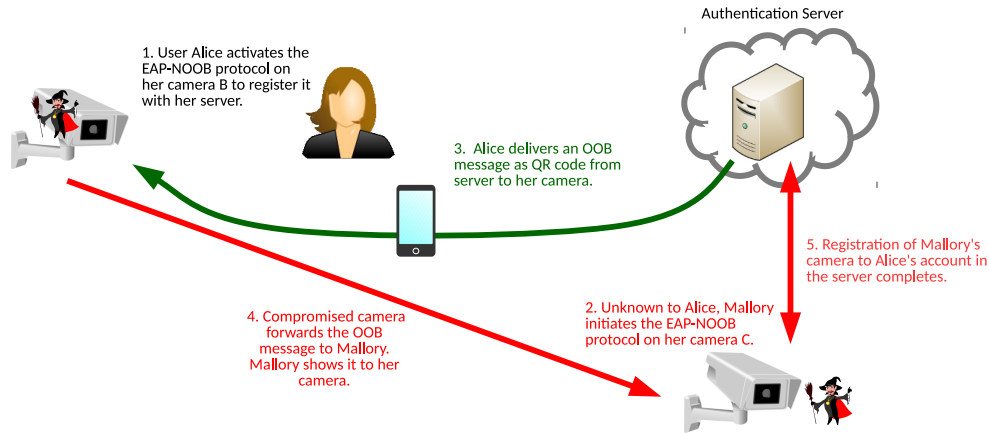 Authentication Server
1. User Alice activates the
EAP-NOOB protocol on
her camera B to register it
with her server.
3. Alice delivers an OOB
message as QR code from
server to her camera.
5. Registration of Mallory's
camera to Alice's account in
the server completes.
2. Unknown to Alice, Mallory
initiates the EAP-NOOB
protocol on her camera C.
4. Compromised camera
forwards the OOB
message to Mallory.
Mallory shows it to her
camera.